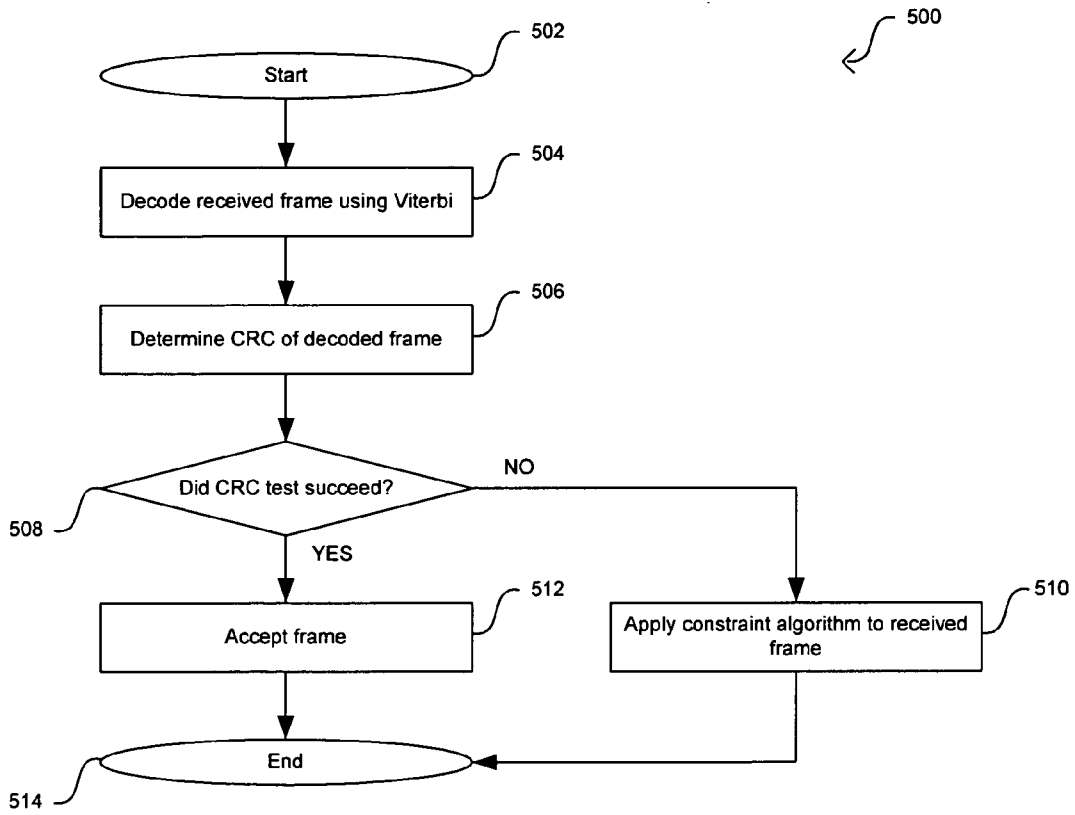 500
502
Start
504
Decode received frame using Viterbi
506
Determine CRC of decoded frame
NO
Did CRC test succeed?
508
YES
512
510
Accept frame
Apply constraint algorithm to received
frame
End
514